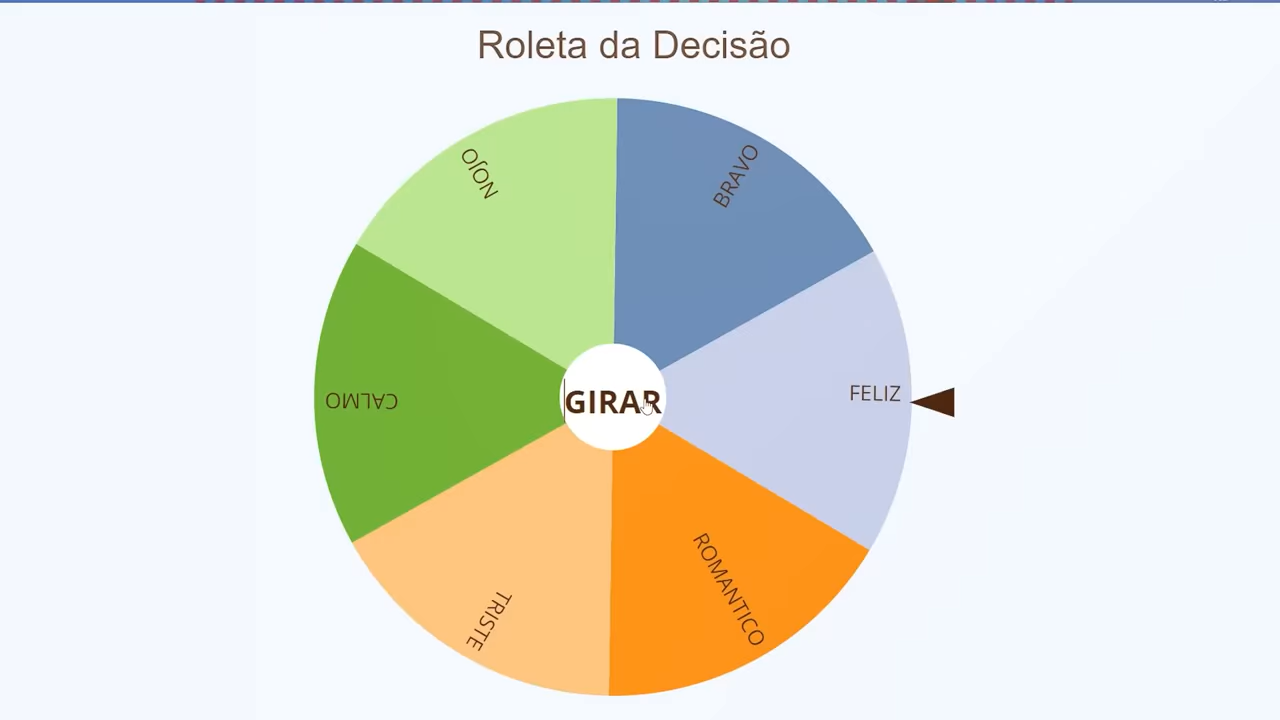 Roleta da Decisão
NOJO
BRAVO
CALMO
GIRAR
FELIZ
TRISTE
ROMANTICO